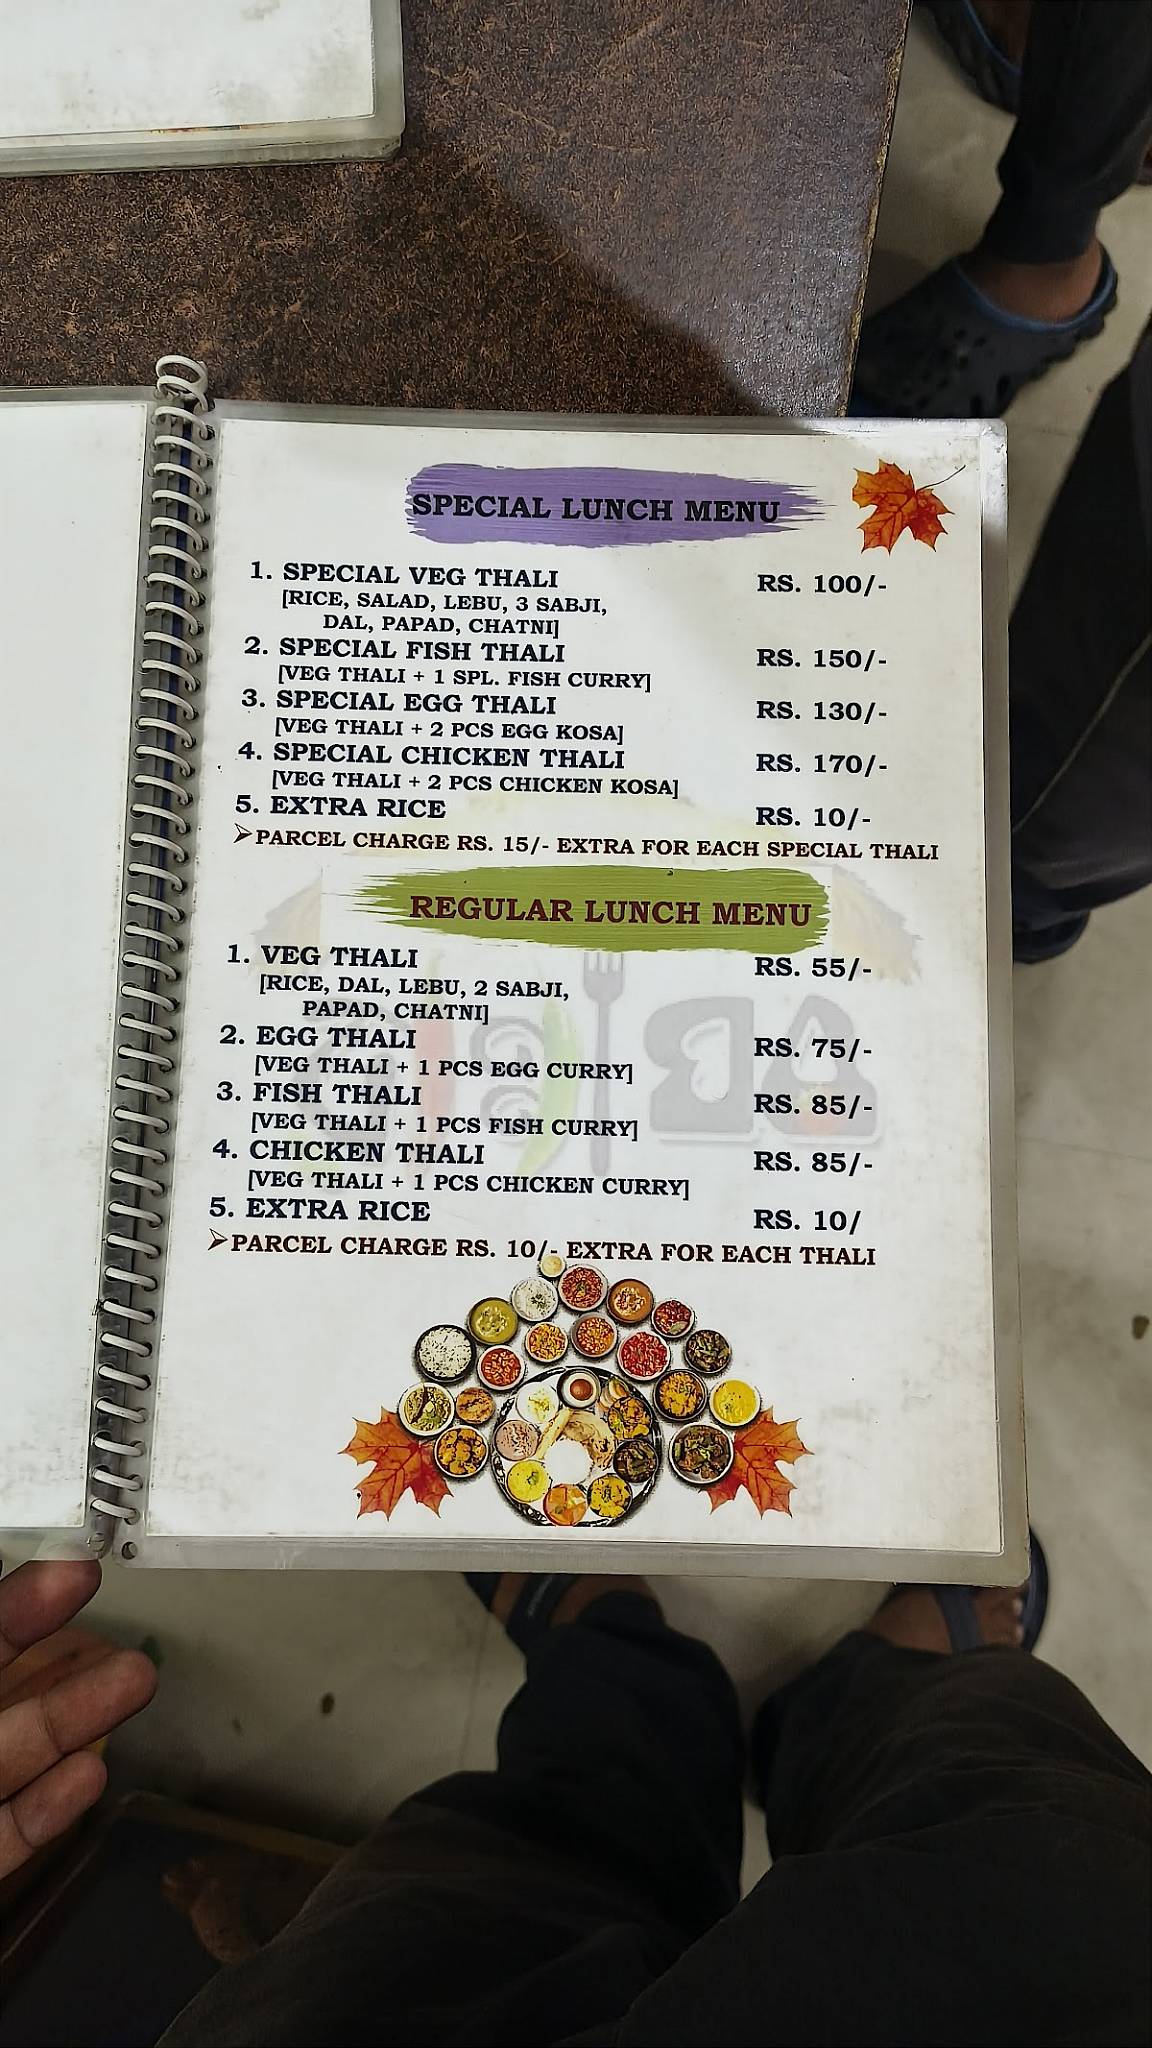 SPECIAL LUNCH MENU
1. SPECIAL VEG THALI RS. 100/-
[RICE, SALAD, LEBU, 3 SABJI,
DAL, PAPAD, CHATNI]
2. SPECIAL FISH THALI RS. 150/-
[VEG THALI + 1 SPL. FISH CURRY]
3. SPECIAL EGG THALI RS. 130/-
[VEG THALI + 2 PCS EGG KOSA]
4. SPECIAL CHICKEN THALI RS. 170/-
[VEG THALI + 2 PCS CHICKEN KOSA]
5. EXTRA RICE RS. 10/-
➢PARCEL CHARGE RS. 15/- EXTRA FOR EACH SPECIAL THALI
REGULAR LUNCH MENU
1. VEG THALI RS. 55/-
[RICE, DAL, LEBU, 2 SABJI,
PAPAD, CHATNI]
2. EGG THALI RS. 75/-
[VEG THALI + 1 PCS EGG CURRY]
3. FISH THALI RS. 85/-
[VEG THALI + 1 PCS FISH CURRY]
4. CHICKEN THALI RS. 85/-
[VEG THALI + 1 PCS CHICKEN CURRY]
5. EXTRA RICE RS. 10/
➢PARCEL CHARGE RS. 10/- EXTRA FOR EACH THALI